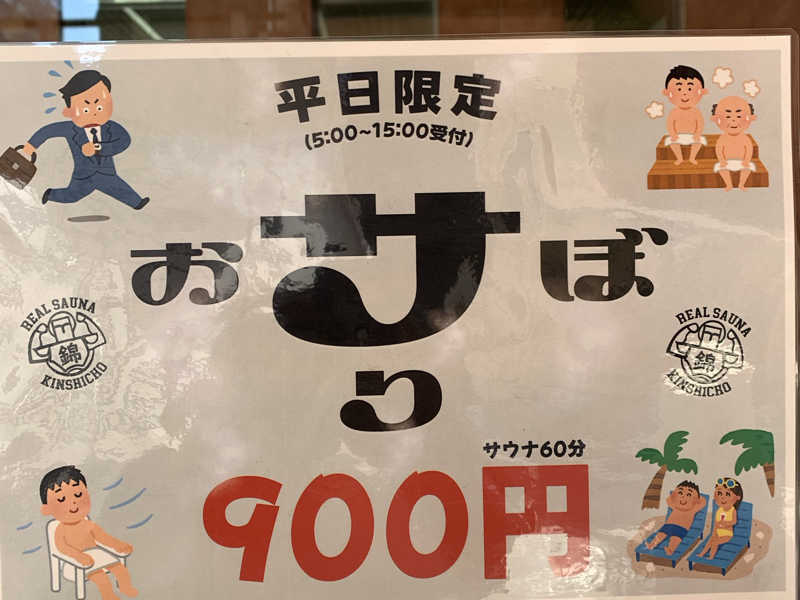 平日限定
(5:00~15:00受付)
おサぼり
REAL SAUNA
錦
KINSHICHO
REAL SAUNA
錦
KINSHICHO
サウナ60分
900円